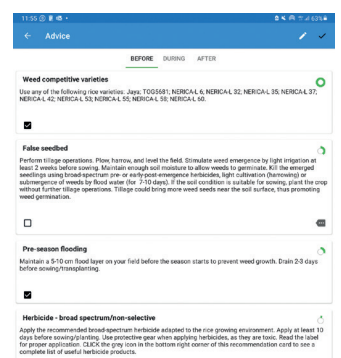 11:55
63%
Advice
BEFORE DURING AFTER
Weed competitive varieties
Use any of the following rice varieties: Jaya; TOG5681; NERICA-L 6; NERICA-L 32; NERICA-L 35; NERICA-L 37;
NERICA-L 42; NERICA-L 53; NERICA-L 55; NERICA-L 58; NERICA-L 60.
False seedbed
Perform tillage operations. Plow, harrow, and level the field. Stimulate weed emergence by light irrigation at
least 2 weeks before sowing. Maintain enough soil moisture to allow weeds to germinate. Kill the emerged
seedlings using broad-spectrum pre- or early-post-emergence herbicides, light cultivation (harrowing) or
submergence of weeds by flood water (for 7-10 days). If the soil condition is suitable for sowing, plant the crop
without further tillage operations. Tillage could bring more weed seeds near the soil surface, thus promoting
weed germination.
Pre-season flooding
Maintain a 5-10 cm flood layer on your field before the season starts to prevent weed growth. Drain 2-3 days
before sowing/transplanting.
Herbicide - broad spectrum/non-selective
Apply the recommended broad-spectrum herbicide adapted to the rice growing environment. Apply at least 10
days before sowing/planting. Use protective gear when applying herbicides, as they are toxic. Read the label
for proper application. CLICK the grey icon in the bottom right corner of this recommendation card to see a
complete list of useful herbicide products.